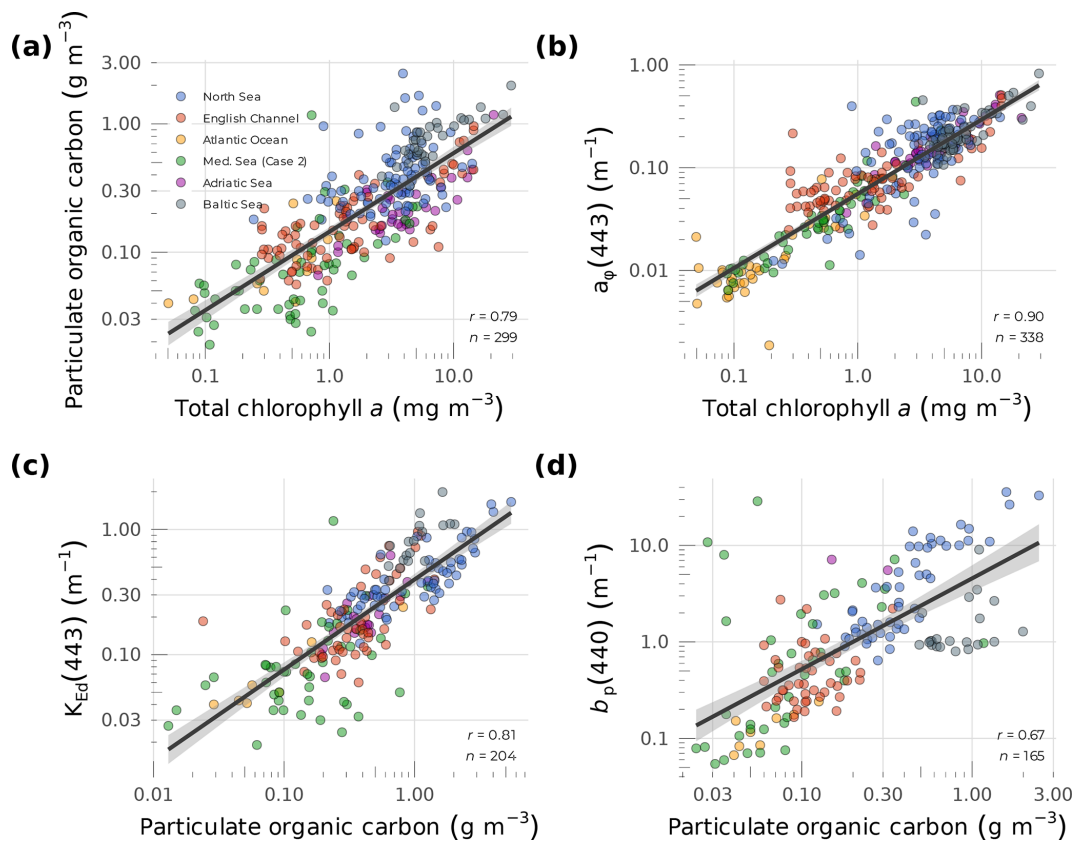 (a)
Particulate organic carbon (g m−3)
3.00
1.00
0.30
0.10
0.03
North Sea
English Channel
Atlantic Ocean
Med. Sea (Case 2)
Adriatic Sea
Baltic Sea
r = 0.79
n = 299
0.1 1.0 10.0
Total chlorophyll a (mg m−3)
(b)
aφ(443) (m−1)
1.00
0.10
0.01
r = 0.90
n = 338
0.1 1.0 10.0
Total chlorophyll a (mg m−3)
(c)
KEd(443) (m−1)
1.00
0.30
0.10
0.03
r = 0.81
n = 204
0.01 0.10 1.00
Particulate organic carbon (g m−3)
(d)
bp(440) (m−1)
10.0
1.0
0.1
r = 0.67
n = 165
0.03 0.10 0.30 1.00 3.00
Particulate organic carbon (g m−3)